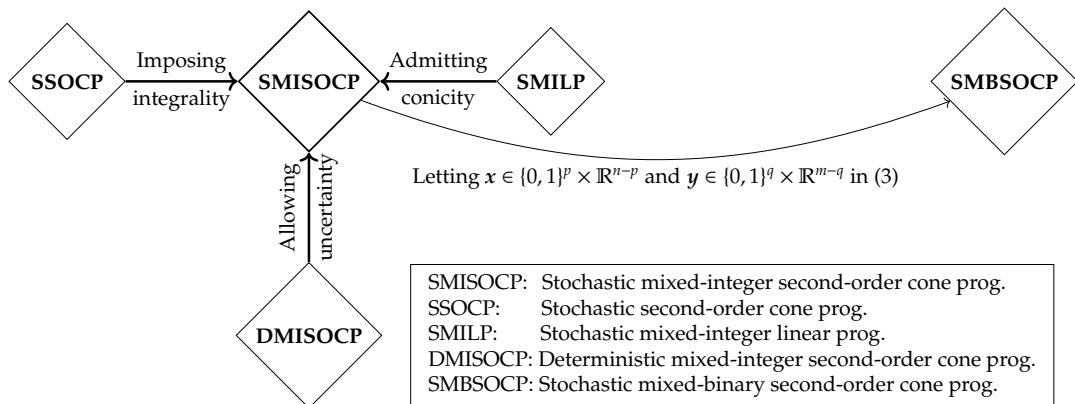 Imposing
Admitting
SSOCP
SMISOCP
SMILP
SMBSOCP
integrality
conicity
Allowing
uncertainty
Letting x ∈ {0, 1}^p × ℝ^{n−p} and y ∈ {0, 1}^q × ℝ^{m−q} in (3)
DMISOCP
SMISOCP: Stochastic mixed-integer second-order cone prog.
SSOCP: Stochastic second-order cone prog.
SMILP: Stochastic mixed-integer linear prog.
DMISOCP: Deterministic mixed-integer second-order cone prog.
SMBSOCP: Stochastic mixed-binary second-order cone prog.